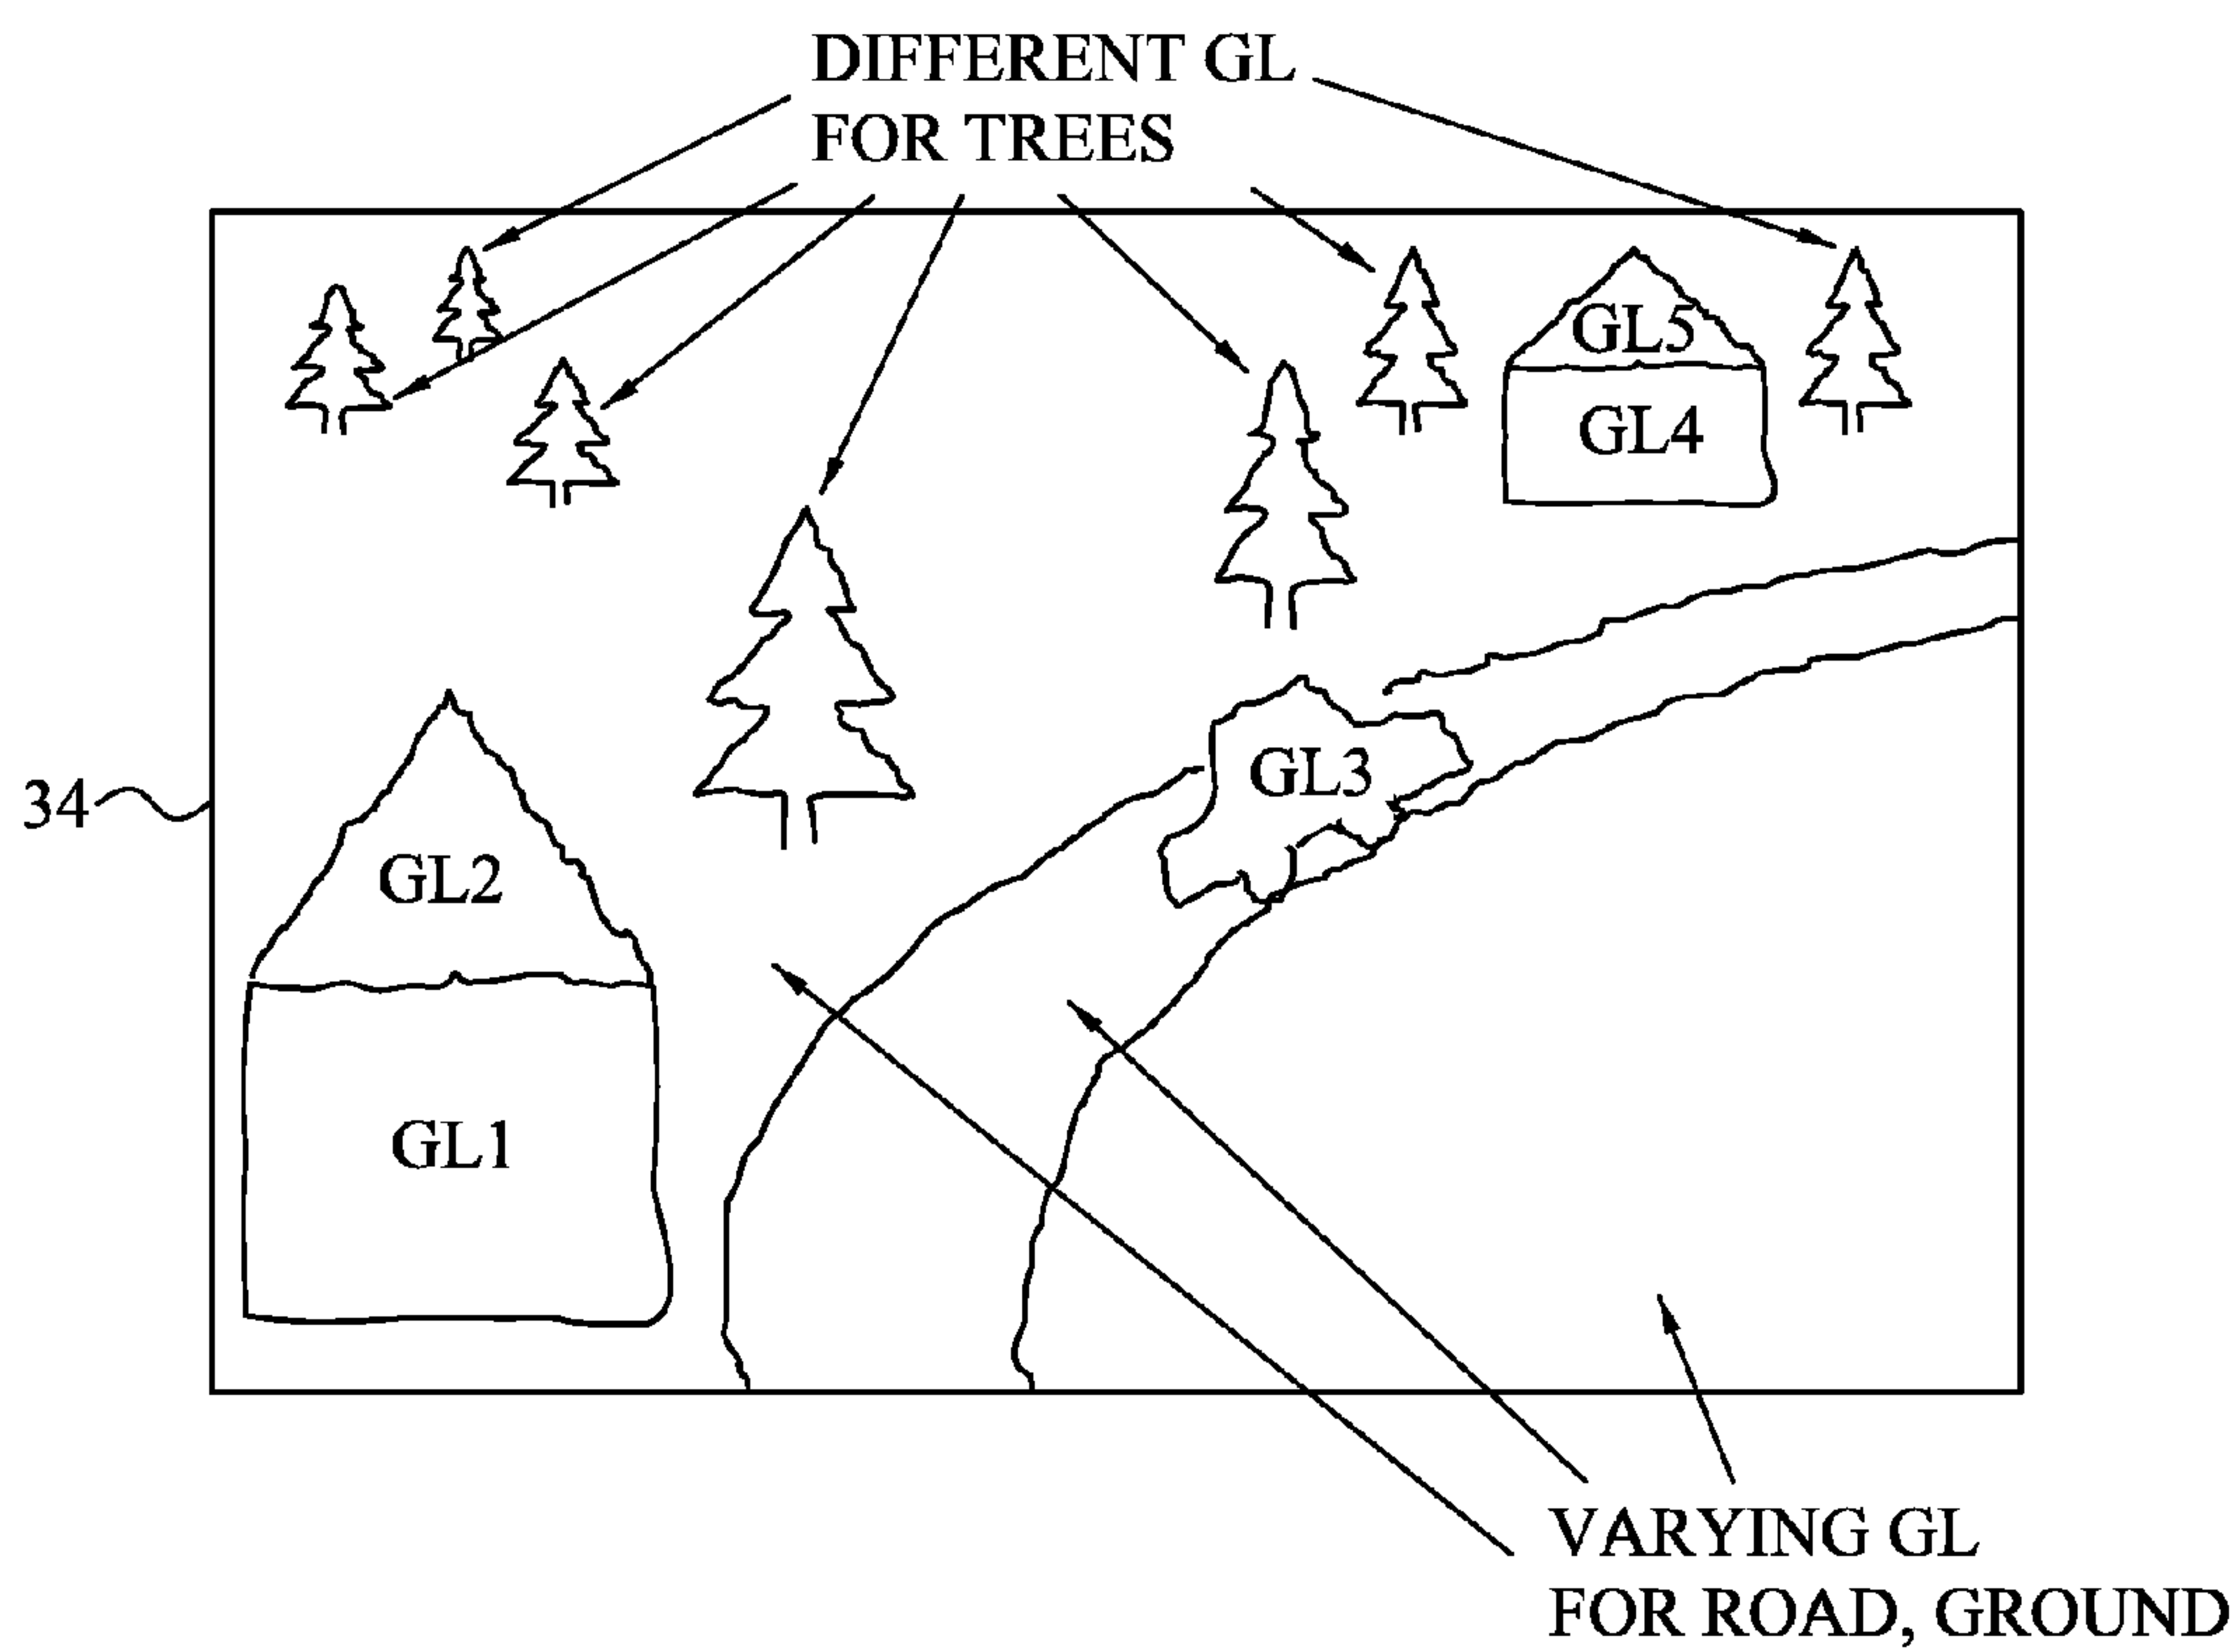 DIFFERENT GL
FOR TREES
GL5
GL4
GL3
34
GL2
GL1
VARYING GL
FOR ROAD, GROUND